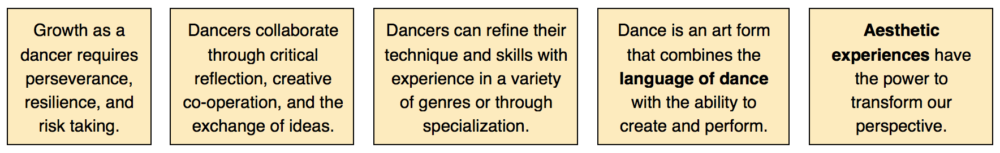 Growth as a
dancer requires
perseverance,
resilience, and
risk taking.
Dancers collaborate
through critical
reflection, creative
co-operation, and the
exchange of ideas.
Dancers can refine their
technique and skills with
experience in a variety
of genres or through
specialization.
Dance is an art form
that combines the
language of dance
with the ability to
create and perform.
Aesthetic
experiences have
the power to
transform our
perspective.